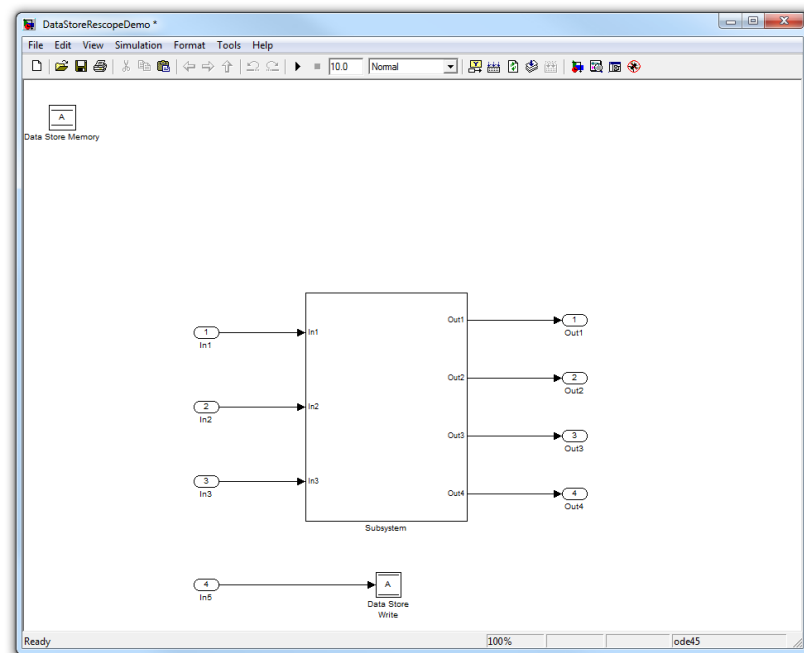 DataStoreRescopeDemo *
File Edit View Simulation Format Tools Help
10.0 Normal
A
Data Store Memory
1
In1
2
In2
3
In3
In1
In2
In3
Out1
Out2
Out3
Out4
Subsystem
1
Out1
2
Out2
3
Out3
4
Out4
4
In5
A
Data Store
Write
Ready 100% ode45